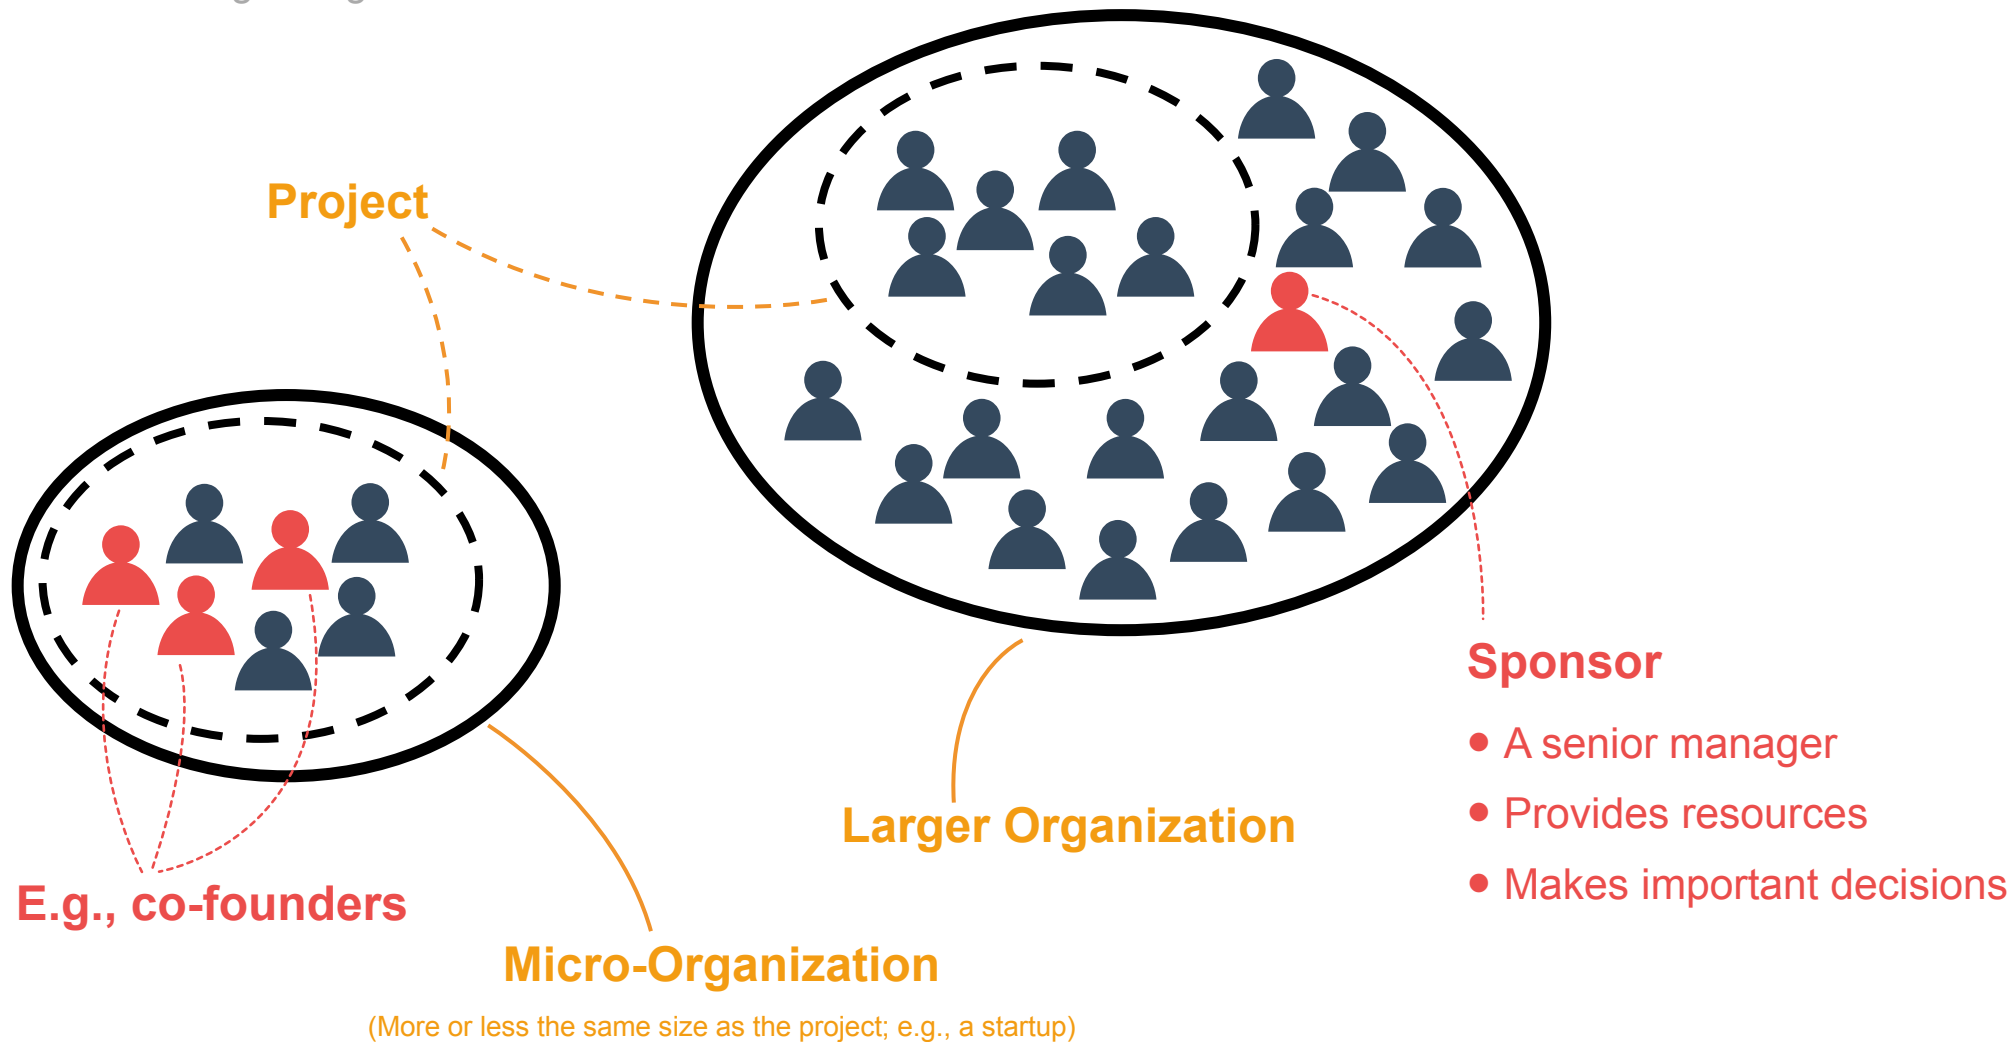 Project
Sponsor
• A senior manager
• Provides resources
• Makes important decisions
Larger Organization
E.g., co-founders
Micro-Organization
(More or less the same size as the project; e.g., a startup)